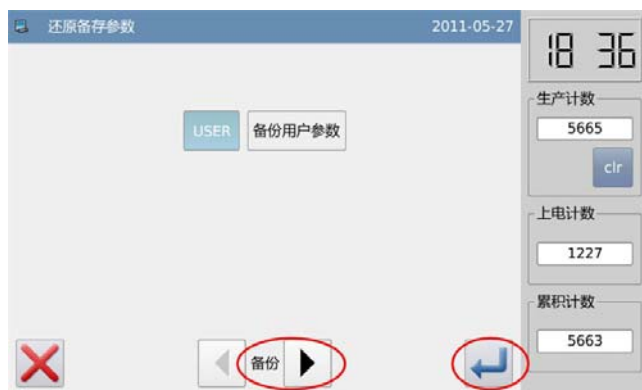 还原备存参数 2011-05-27
18 36
USER 备份用户参数
生产计数
5665
clr
上电计数
1227
累积计数
5663
备份